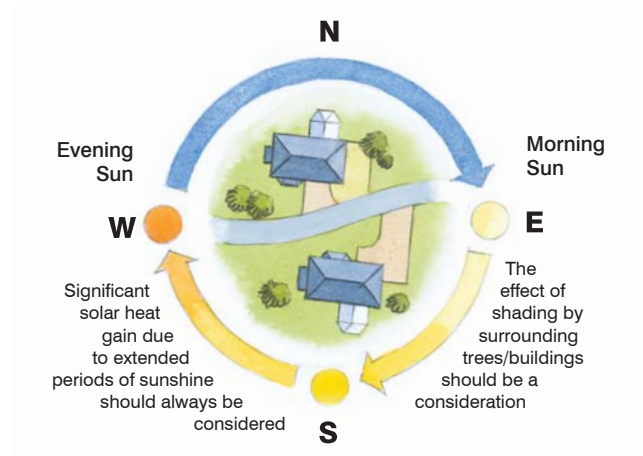 N
Evening
Sun
Morning
Sun
W
E
Significant
solar heat
gain due
to extended
periods of sunshine
should always be
considered
The
effect of
shading by
surrounding
trees/buildings
should be a
consideration
S